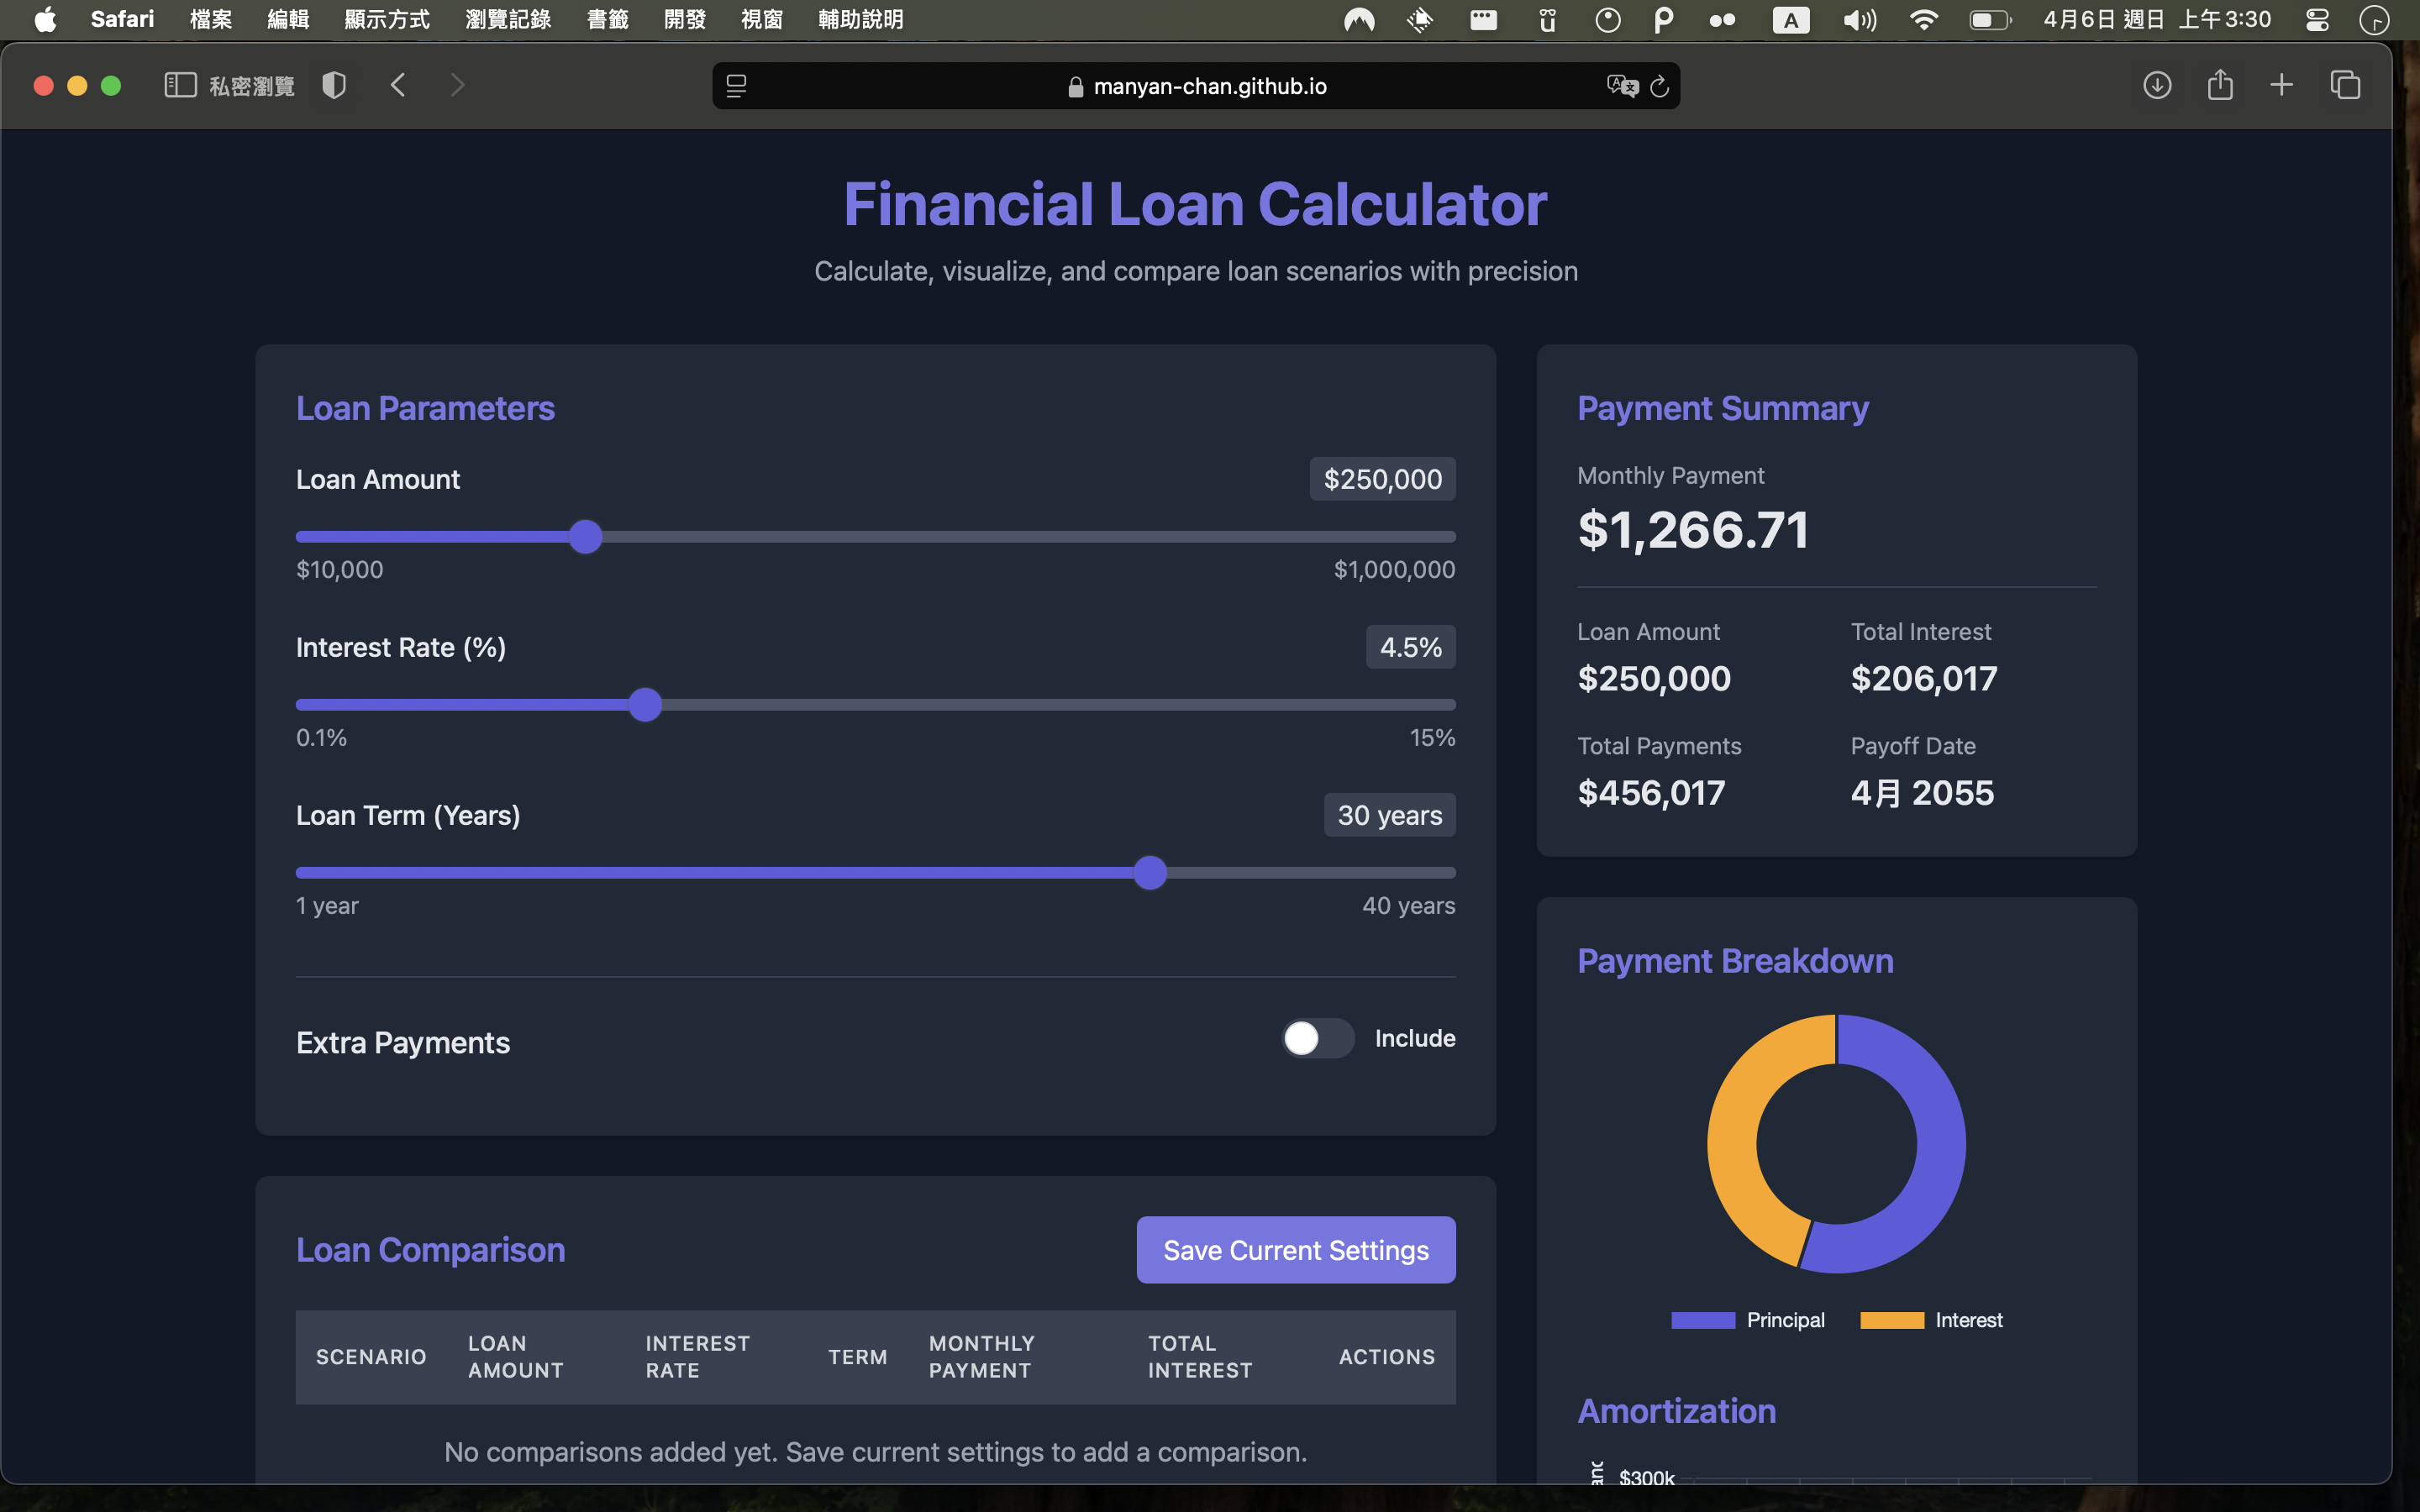 Safari 檔案 編輯 顯示方式 瀏覽記錄 書籤 開發 視窗 輔助說明 A 4月6日 週日 上午3:30
私密瀏覽 manyan-chan.github.io
Financial Loan Calculator
Calculate, visualize, and compare loan scenarios with precision
Loan Parameters
Loan Amount $250,000
$10,000 $1,000,000
Interest Rate (%) 4.5%
0.1% 15%
Loan Term (Years) 30 years
1 year 40 years
Extra Payments Include
Loan Comparison Save Current Settings
SCENARIO LOAN AMOUNT INTEREST RATE TERM MONTHLY PAYMENT TOTAL INTEREST ACTIONS
No comparisons added yet. Save current settings to add a comparison.
Payment Summary
Monthly Payment
$1,266.71
Loan Amount Total Interest
$250,000 $206,017
Total Payments Payoff Date
$456,017 4月 2055
Payment Breakdown
Principal Interest
Amortization
$300k